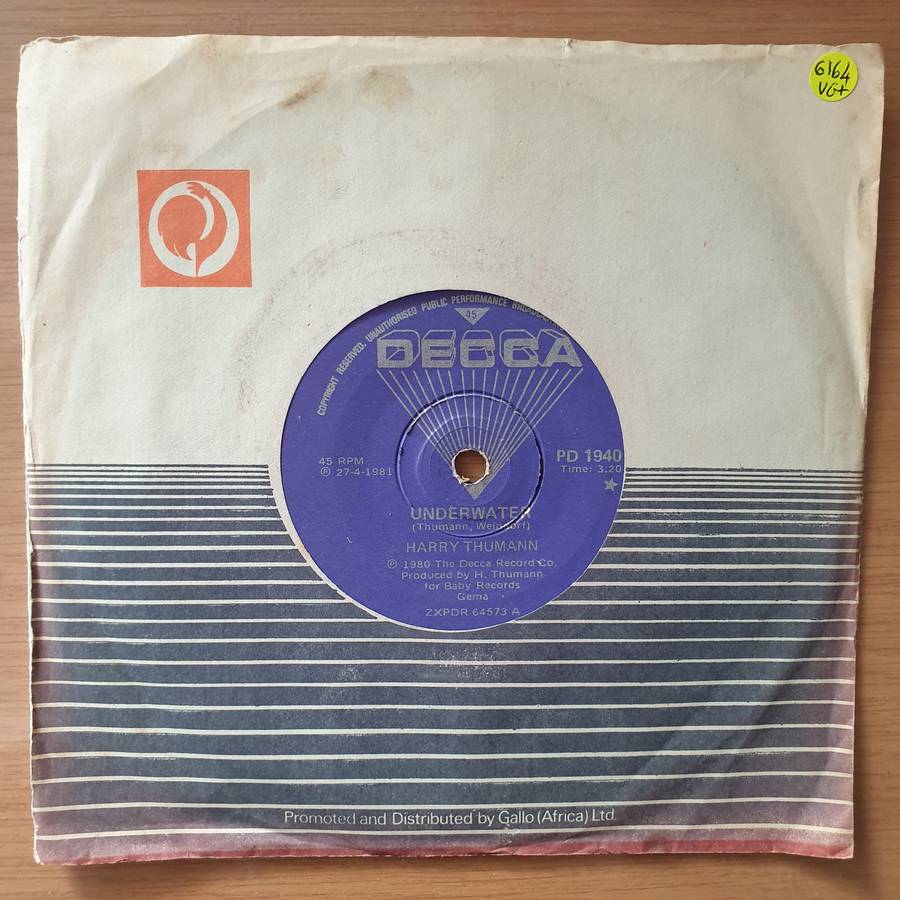 6164
VG+
COPYRIGHT RESERVED. UNAUTHORISED PUBLIC PERFORMANCE
45
DECCA
45 RPM
℗ 27-4-1981
PD 1940
Time: 3.20
UNDERWATER
(Thumann, Weindorf)
HARRY THUMANN
℗ 1980 The Decca Record Co.
Produced by H. Thumann
for Baby Records
Gema
ZXPDR 64573 A
Promoted and Distributed by Gallo (Africa) Ltd.